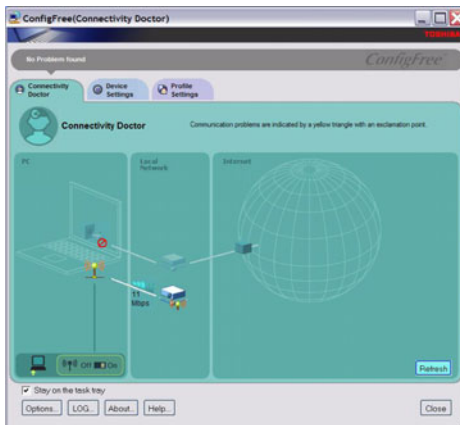 ConfigFree(Connectivity Doctor)
TOSHIBA
No Problem found
ConfigFree
Connectivity Doctor
Device Settings
Profile Settings
Connectivity Doctor
Communication problems are indicated by a yellow triangle with an exclamation point.
PC
Local Network
Internet
11 Mbps
Off On
Refresh
Stay on the task tray
Options...
LOG...
About...
Help...
Close